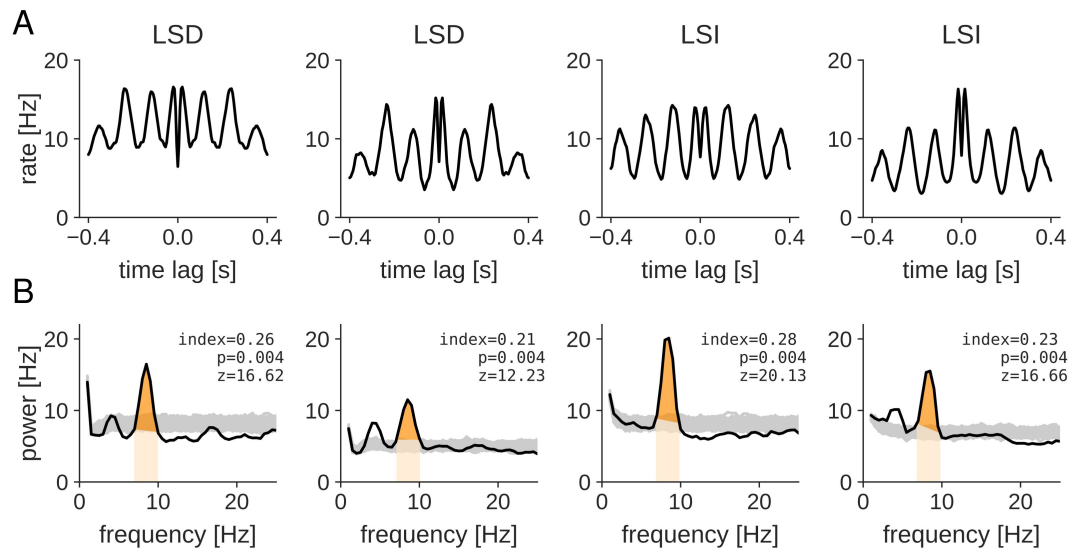 A
LSD LSD LSI LSI
20 20 20 20
10 10 10 10
0 0 0 0
rate [Hz]
−0.4 0.0 0.4 −0.4 0.0 0.4 −0.4 0.0 0.4 −0.4 0.0 0.4
time lag [s] time lag [s] time lag [s] time lag [s]
B
index=0.26 index=0.21 index=0.28 index=0.23
p=0.004 p=0.004 p=0.004 p=0.004
z=16.62 z=12.23 z=20.13 z=16.66
20 20 20 20
10 10 10 10
0 0 0 0
power [Hz]
0 10 20 0 10 20 0 10 20 0 10 20
frequency [Hz] frequency [Hz] frequency [Hz] frequency [Hz]